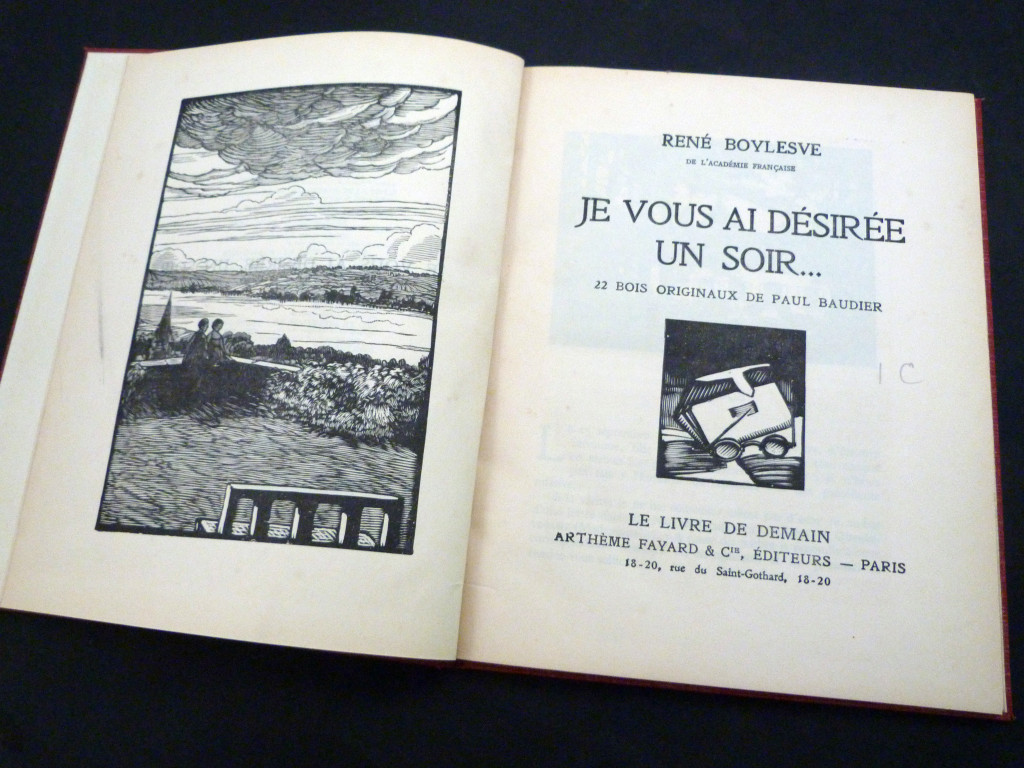 RENÉ BOYLESVE
DE L'ACADÉMIE FRANÇAISE
JE VOUS AI DÉSIRÉE
UN SOIR...
22 BOIS ORIGINAUX DE PAUL BAUDIER
1 C
LE LIVRE DE DEMAIN
ARTHÈME FAYARD & Cie, ÉDITEURS — PARIS
18-20, rue du Saint-Gothard, 18-20